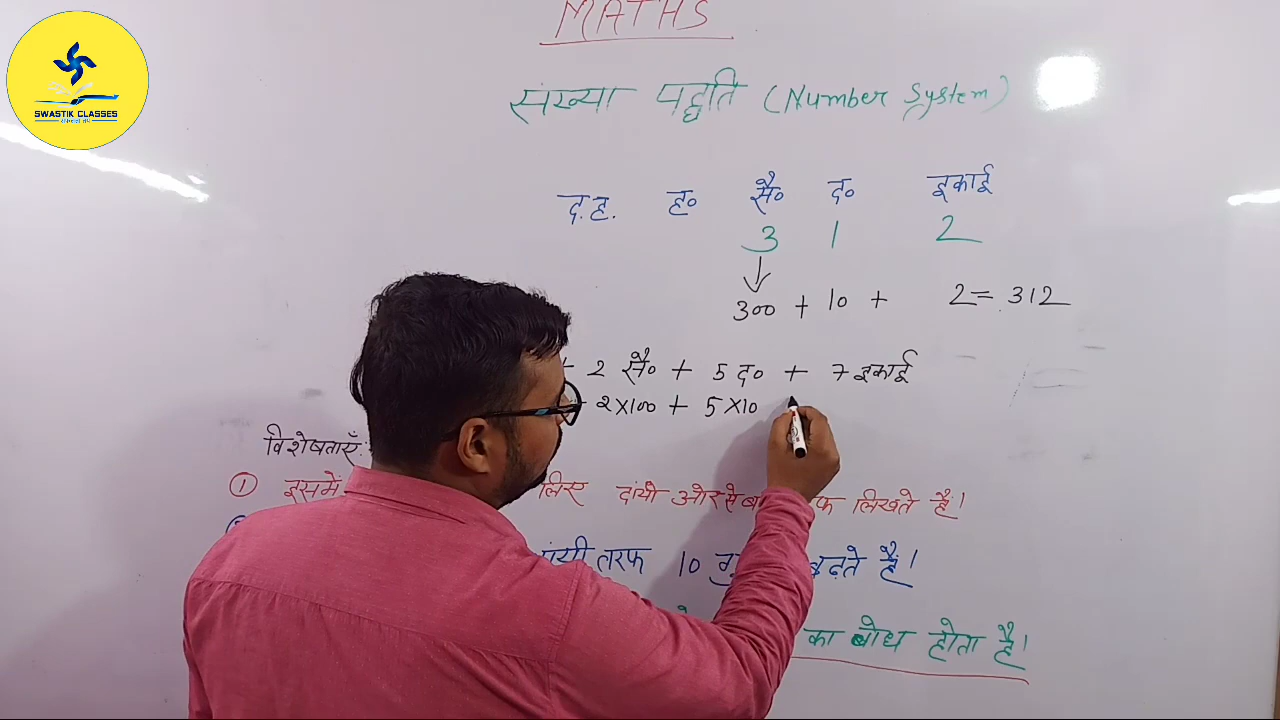 MATHS
SWASTIK CLASSES
संख्या पद्धति (Number System)
द.ह. ह० सै० द० इकाई
3 1 2
300 + 10 + 2 = 312
+ 2 सै० + 5 द० + 7 इकाई
2×100 + 5×10
विशेषताएँ:
① इसमें लिए दांयी ओर से लिखते हैं।
तरफ 10 बढ़ते हैं।
का बोध होता है।